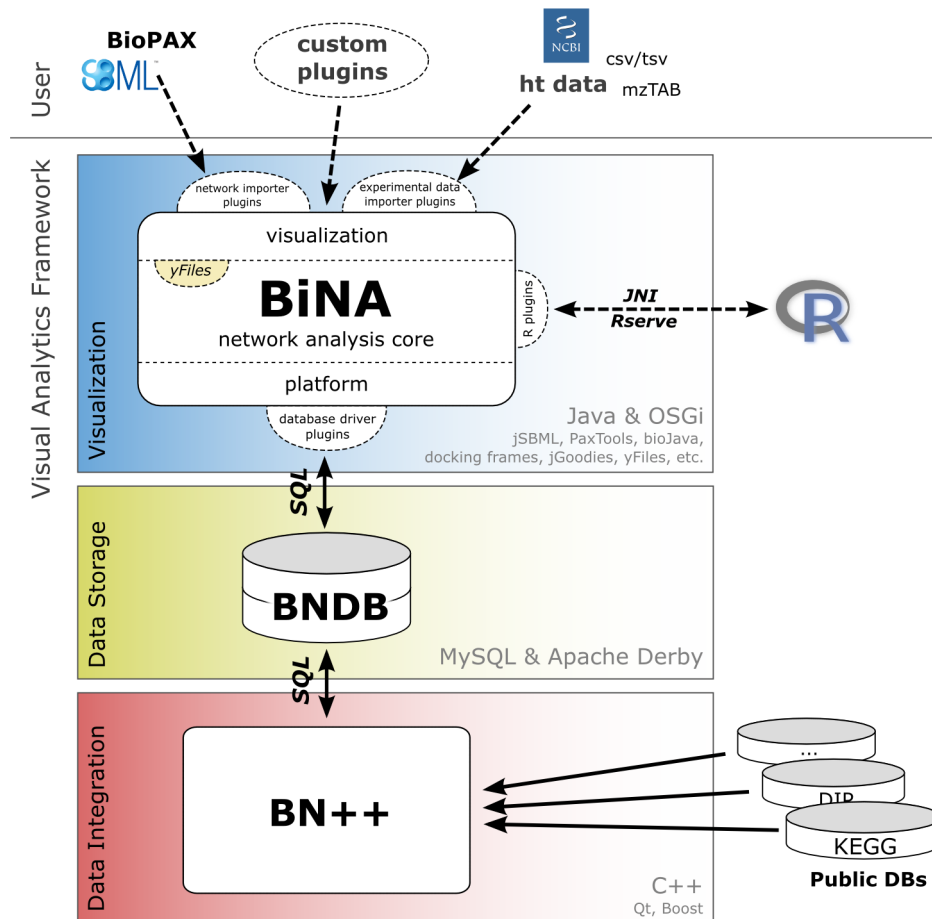 User
BioPAX
SBML
custom
plugins
NCBI
csv/tsv
ht data
mzTAB
Visual Analytics Framework
Visualization
network importer
plugins
experimental data
importer plugins
visualization
yFiles
BiNA
network analysis core
R plugins
JNI
Rserve
R
platform
database driver
plugins
Java & OSGi
jSBML, PaxTools, bioJava,
docking frames, jGoodies, yFiles, etc.
SQL
Data Storage
BNDB
MySQL & Apache Derby
SQL
Data Integration
BN++
...
DIP
KEGG
Public DBs
C++
Qt, Boost